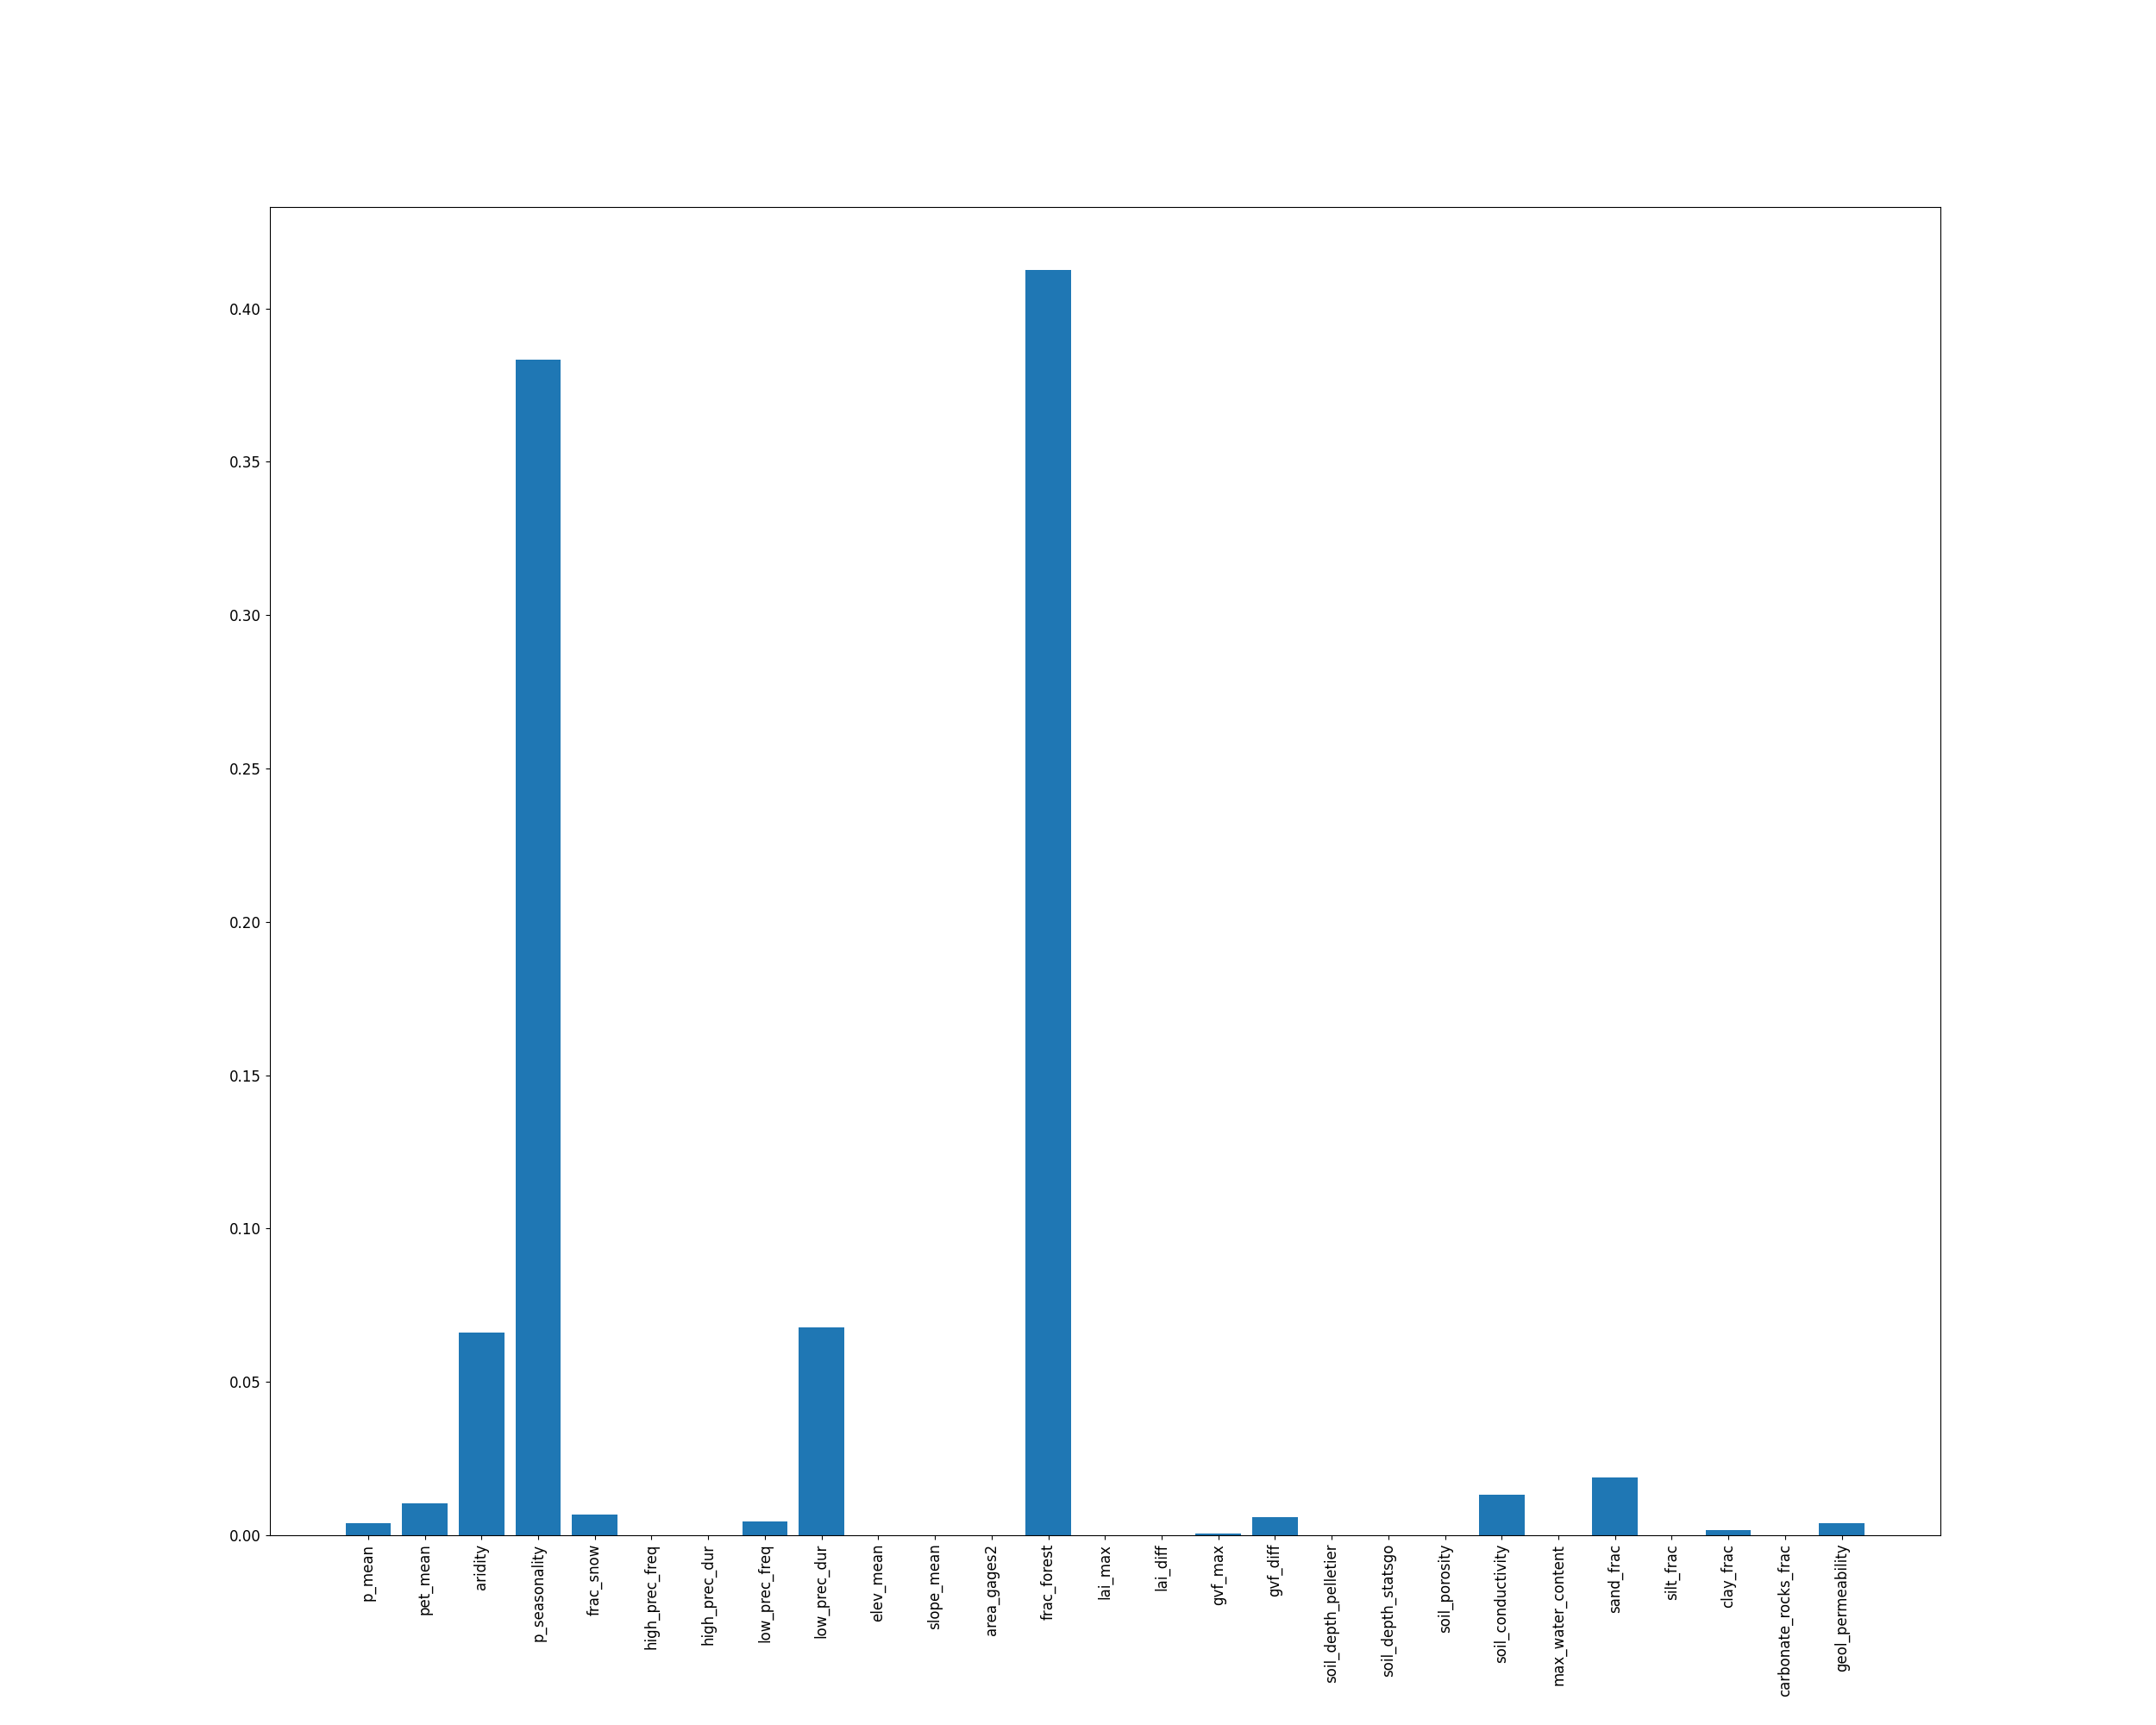 0.40
0.35
0.30
0.25
0.20
0.15
0.10
0.05
0.00
p_mean
pet_mean
aridity
p_seasonality
frac_snow
high_prec_freq
high_prec_dur
low_prec_freq
low_prec_dur
elev_mean
slope_mean
area_gages2
frac_forest
lai_max
lai_diff
gvf_max
gvf_diff
soil_depth_pelletier
soil_depth_statsgo
soil_porosity
soil_conductivity
max_water_content
sand_frac
silt_frac
clay_frac
carbonate_rocks_frac
geol_permeability